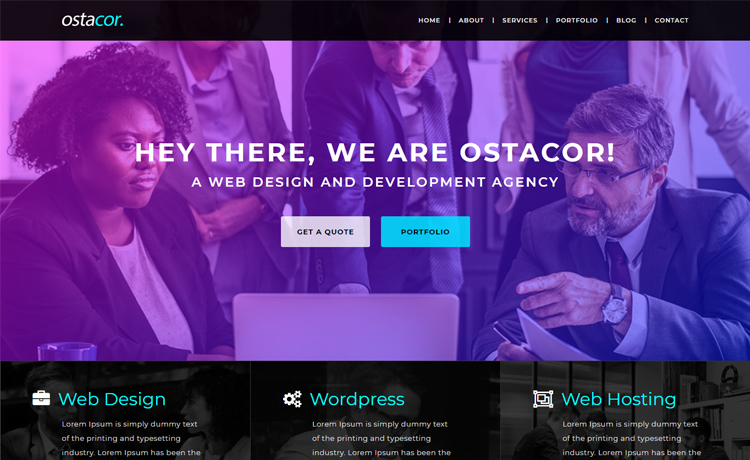 ostacor.
HOME | ABOUT | SERVICES | PORTFOLIO | BLOG | CONTACT
HEY THERE, WE ARE OSTACOR!
A WEB DESIGN AND DEVELOPMENT AGENCY
GET A QUOTE
PORTFOLIO
Web Design
Lorem Ipsum is simply dummy text
of the printing and typesetting
industry. Lorem Ipsum has been the
Wordpress
Lorem Ipsum is simply dummy text
of the printing and typesetting
industry. Lorem Ipsum has been the
Web Hosting
Lorem Ipsum is simply dummy text
of the printing and typesetting
industry. Lorem Ipsum has been the